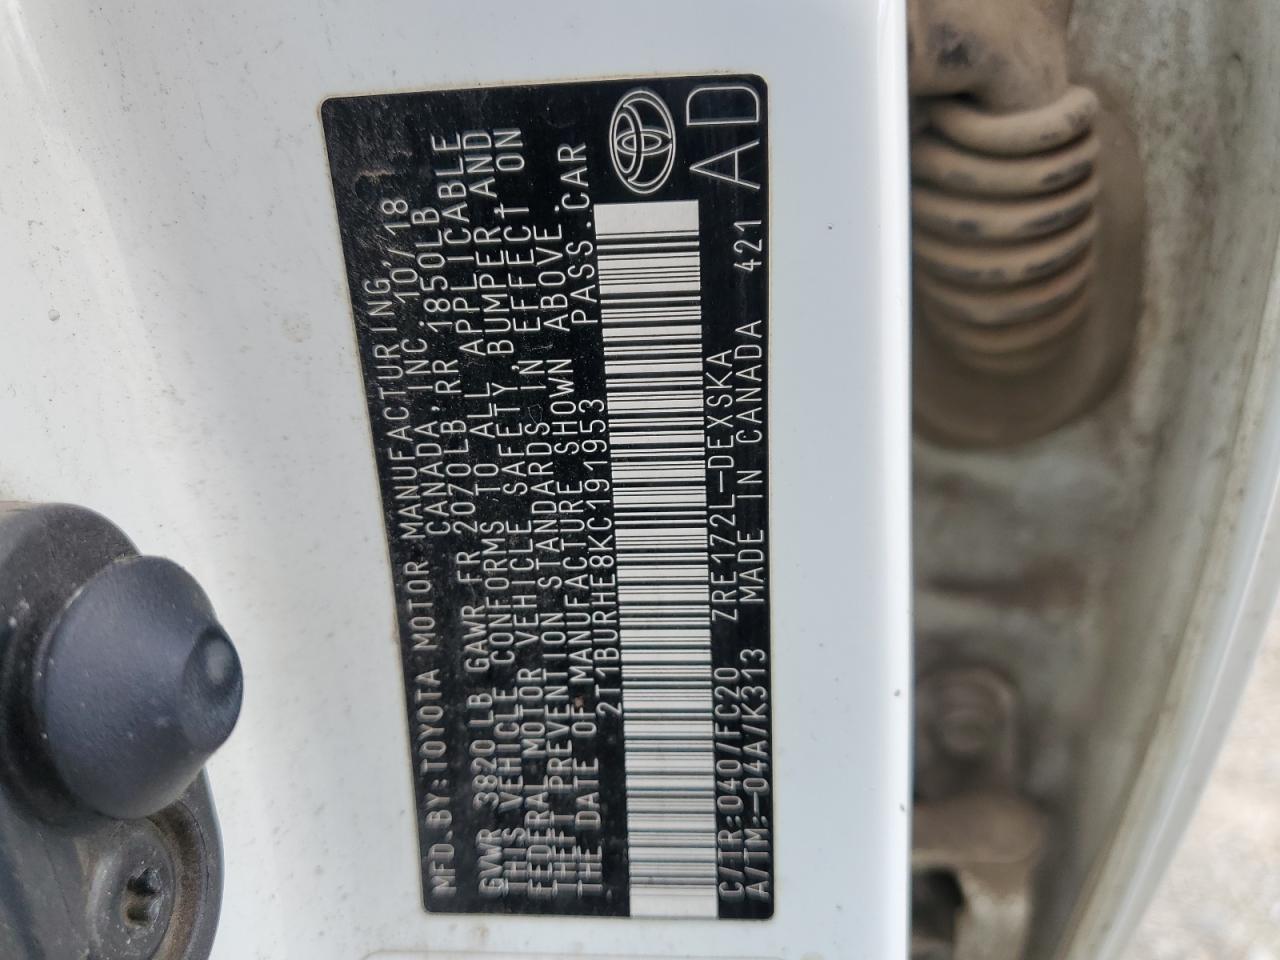 MFD.BY:TOYOTA MOTOR MANUFACTURING,
CANADA,INC. 10/18
GVWR 3820LB GAWR FR 2070LB,RR 1850LB
THIS VEHICLE CONFORMS TO ALL APPLICABLE
FEDERAL MOTOR VEHICLE SAFETY,BUMPER,AND
THEFT PREVENTION STANDARDS IN EFFECT ON
THE DATE OF MANUFACTURE SHOWN ABOVE.
2T1BURHE8KC191953 PASS.CAR
C/TR:040/FC20 ZRE172L-DEXSKA
A/TM:-04A/K313 MADE IN CANADA 421
AD